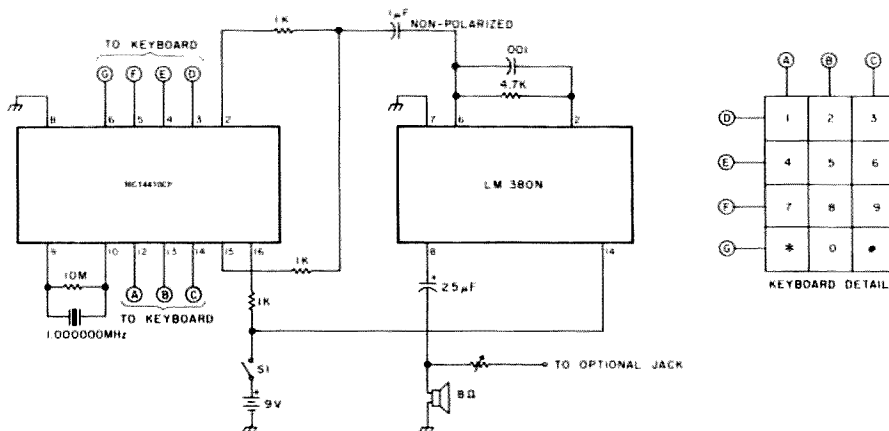 1K
1µF
NON-POLARIZED
TO KEYBOARD
G F E D
.001
4.7K
8 6 5 4 3 2
7 6 2
LM 380N
9 10 12 13 14 15 16
8 14
10M
1.000000MHz
A B C
TO KEYBOARD
1K
1K
25µF
S1
9V
8Ω
TO OPTIONAL JACK
A B C
D 1 2 3
E 4 5 6
F 7 8 9
G * 0
KEYBOARD DETAIL